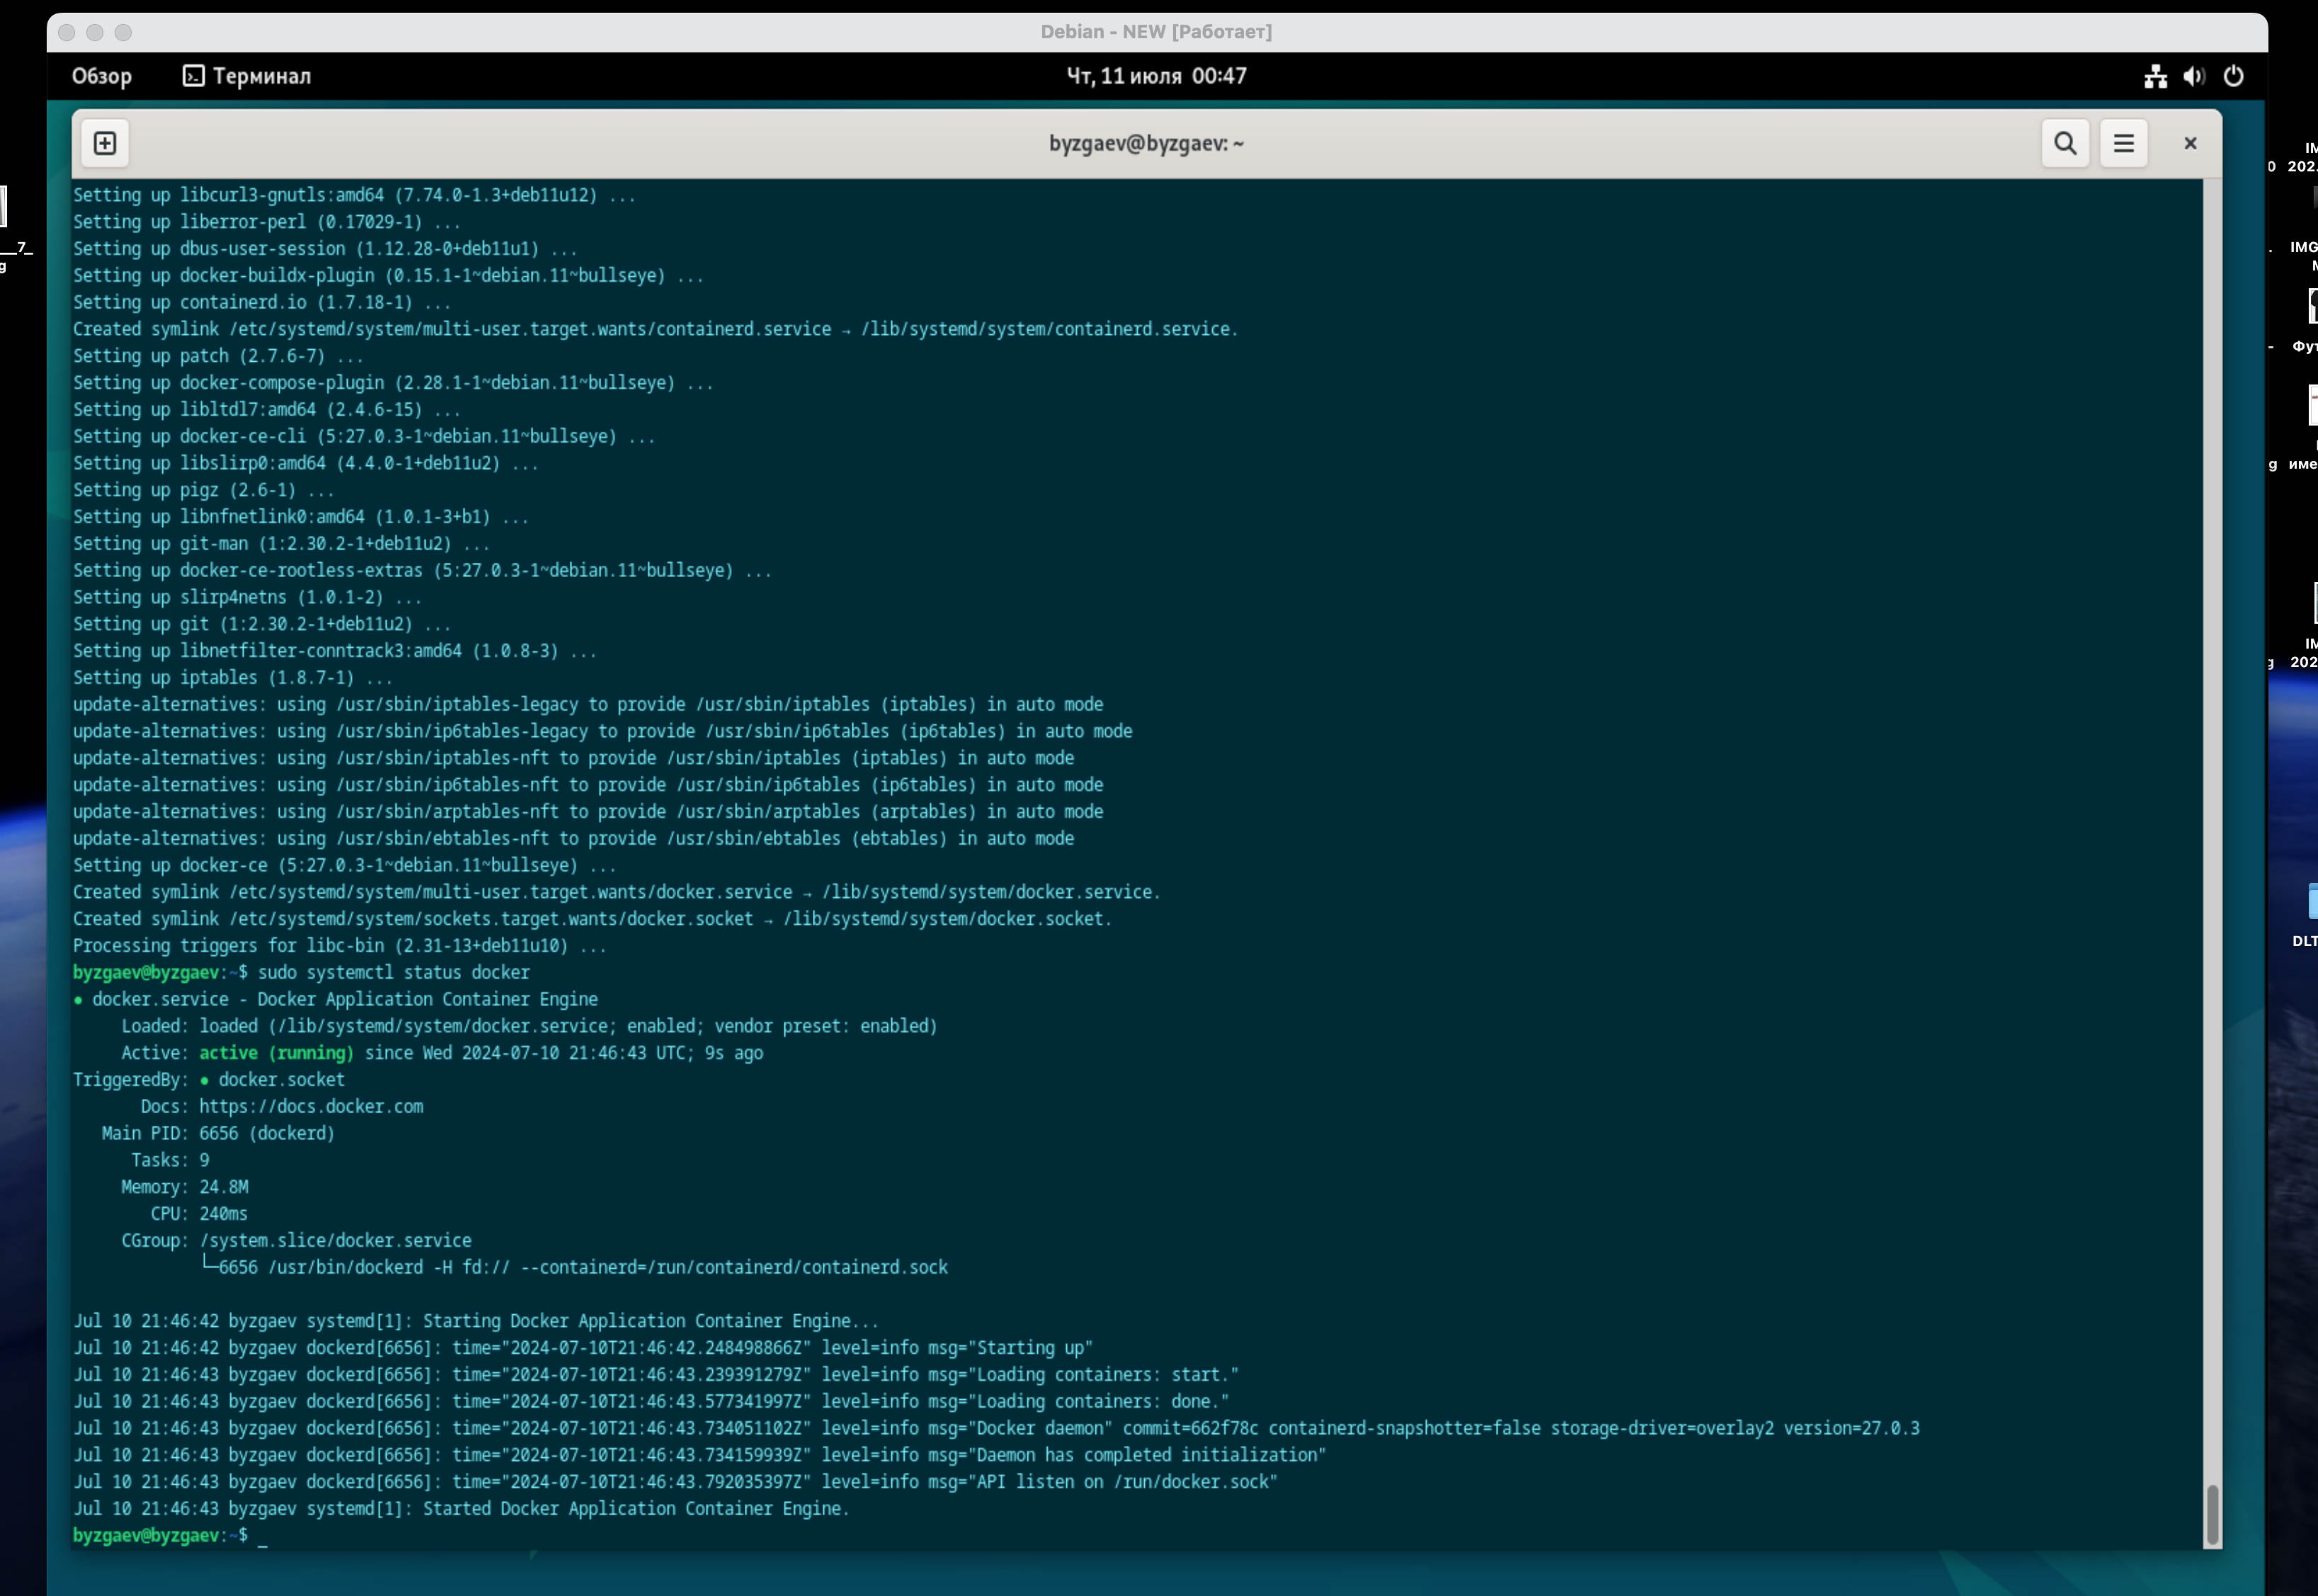 Debian - NEW [Работает]
Обзор Терминал Чт, 11 июля 00:47
byzgaev@byzgaev: ~
Setting up libcurl3-gnutls:amd64 (7.74.0-1.3+deb11u12) ...
Setting up liberror-perl (0.17029-1) ...
Setting up dbus-user-session (1.12.28-0+deb11u1) ...
Setting up docker-buildx-plugin (0.15.1-1~debian.11~bullseye) ...
Setting up containerd.io (1.7.18-1) ...
Created symlink /etc/systemd/system/multi-user.target.wants/containerd.service → /lib/systemd/system/containerd.service.
Setting up patch (2.7.6-7) ...
Setting up docker-compose-plugin (2.28.1-1~debian.11~bullseye) ...
Setting up libltdl7:amd64 (2.4.6-15) ...
Setting up docker-ce-cli (5:27.0.3-1~debian.11~bullseye) ...
Setting up libslirp0:amd64 (4.4.0-1+deb11u2) ...
Setting up pigz (2.6-1) ...
Setting up libnfnetlink0:amd64 (1.0.1-3+b1) ...
Setting up git-man (1:2.30.2-1+deb11u2) ...
Setting up docker-ce-rootless-extras (5:27.0.3-1~debian.11~bullseye) ...
Setting up slirp4netns (1.0.1-2) ...
Setting up git (1:2.30.2-1+deb11u2) ...
Setting up libnetfilter-conntrack3:amd64 (1.0.8-3) ...
Setting up iptables (1.8.7-1) ...
update-alternatives: using /usr/sbin/iptables-legacy to provide /usr/sbin/iptables (iptables) in auto mode
update-alternatives: using /usr/sbin/ip6tables-legacy to provide /usr/sbin/ip6tables (ip6tables) in auto mode
update-alternatives: using /usr/sbin/iptables-nft to provide /usr/sbin/iptables (iptables) in auto mode
update-alternatives: using /usr/sbin/ip6tables-nft to provide /usr/sbin/ip6tables (ip6tables) in auto mode
update-alternatives: using /usr/sbin/arptables-nft to provide /usr/sbin/arptables (arptables) in auto mode
update-alternatives: using /usr/sbin/ebtables-nft to provide /usr/sbin/ebtables (ebtables) in auto mode
Setting up docker-ce (5:27.0.3-1~debian.11~bullseye) ...
Created symlink /etc/systemd/system/multi-user.target.wants/docker.service → /lib/systemd/system/docker.service.
Created symlink /etc/systemd/system/sockets.target.wants/docker.socket → /lib/systemd/system/docker.socket.
Processing triggers for libc-bin (2.31-13+deb11u10) ...
byzgaev@byzgaev:~$ sudo systemctl status docker
● docker.service - Docker Application Container Engine
Loaded: loaded (/lib/systemd/system/docker.service; enabled; vendor preset: enabled)
Active: active (running) since Wed 2024-07-10 21:46:43 UTC; 9s ago
TriggeredBy: ● docker.socket
Docs: https://docs.docker.com
Main PID: 6656 (dockerd)
Tasks: 9
Memory: 24.8M
CPU: 240ms
CGroup: /system.slice/docker.service
└─6656 /usr/bin/dockerd -H fd:// --containerd=/run/containerd/containerd.sock
Jul 10 21:46:42 byzgaev systemd[1]: Starting Docker Application Container Engine...
Jul 10 21:46:42 byzgaev dockerd[6656]: time="2024-07-10T21:46:42.248498866Z" level=info msg="Starting up"
Jul 10 21:46:43 byzgaev dockerd[6656]: time="2024-07-10T21:46:43.239391279Z" level=info msg="Loading containers: start."
Jul 10 21:46:43 byzgaev dockerd[6656]: time="2024-07-10T21:46:43.577341997Z" level=info msg="Loading containers: done."
Jul 10 21:46:43 byzgaev dockerd[6656]: time="2024-07-10T21:46:43.734051102Z" level=info msg="Docker daemon" commit=662f78c containerd-snapshotter=false storage-driver=overlay2 version=27.0.3
Jul 10 21:46:43 byzgaev dockerd[6656]: time="2024-07-10T21:46:43.734159939Z" level=info msg="Daemon has completed initialization"
Jul 10 21:46:43 byzgaev dockerd[6656]: time="2024-07-10T21:46:43.792035397Z" level=info msg="API listen on /run/docker.sock"
Jul 10 21:46:43 byzgaev systemd[1]: Started Docker Application Container Engine.
byzgaev@byzgaev:~$ _